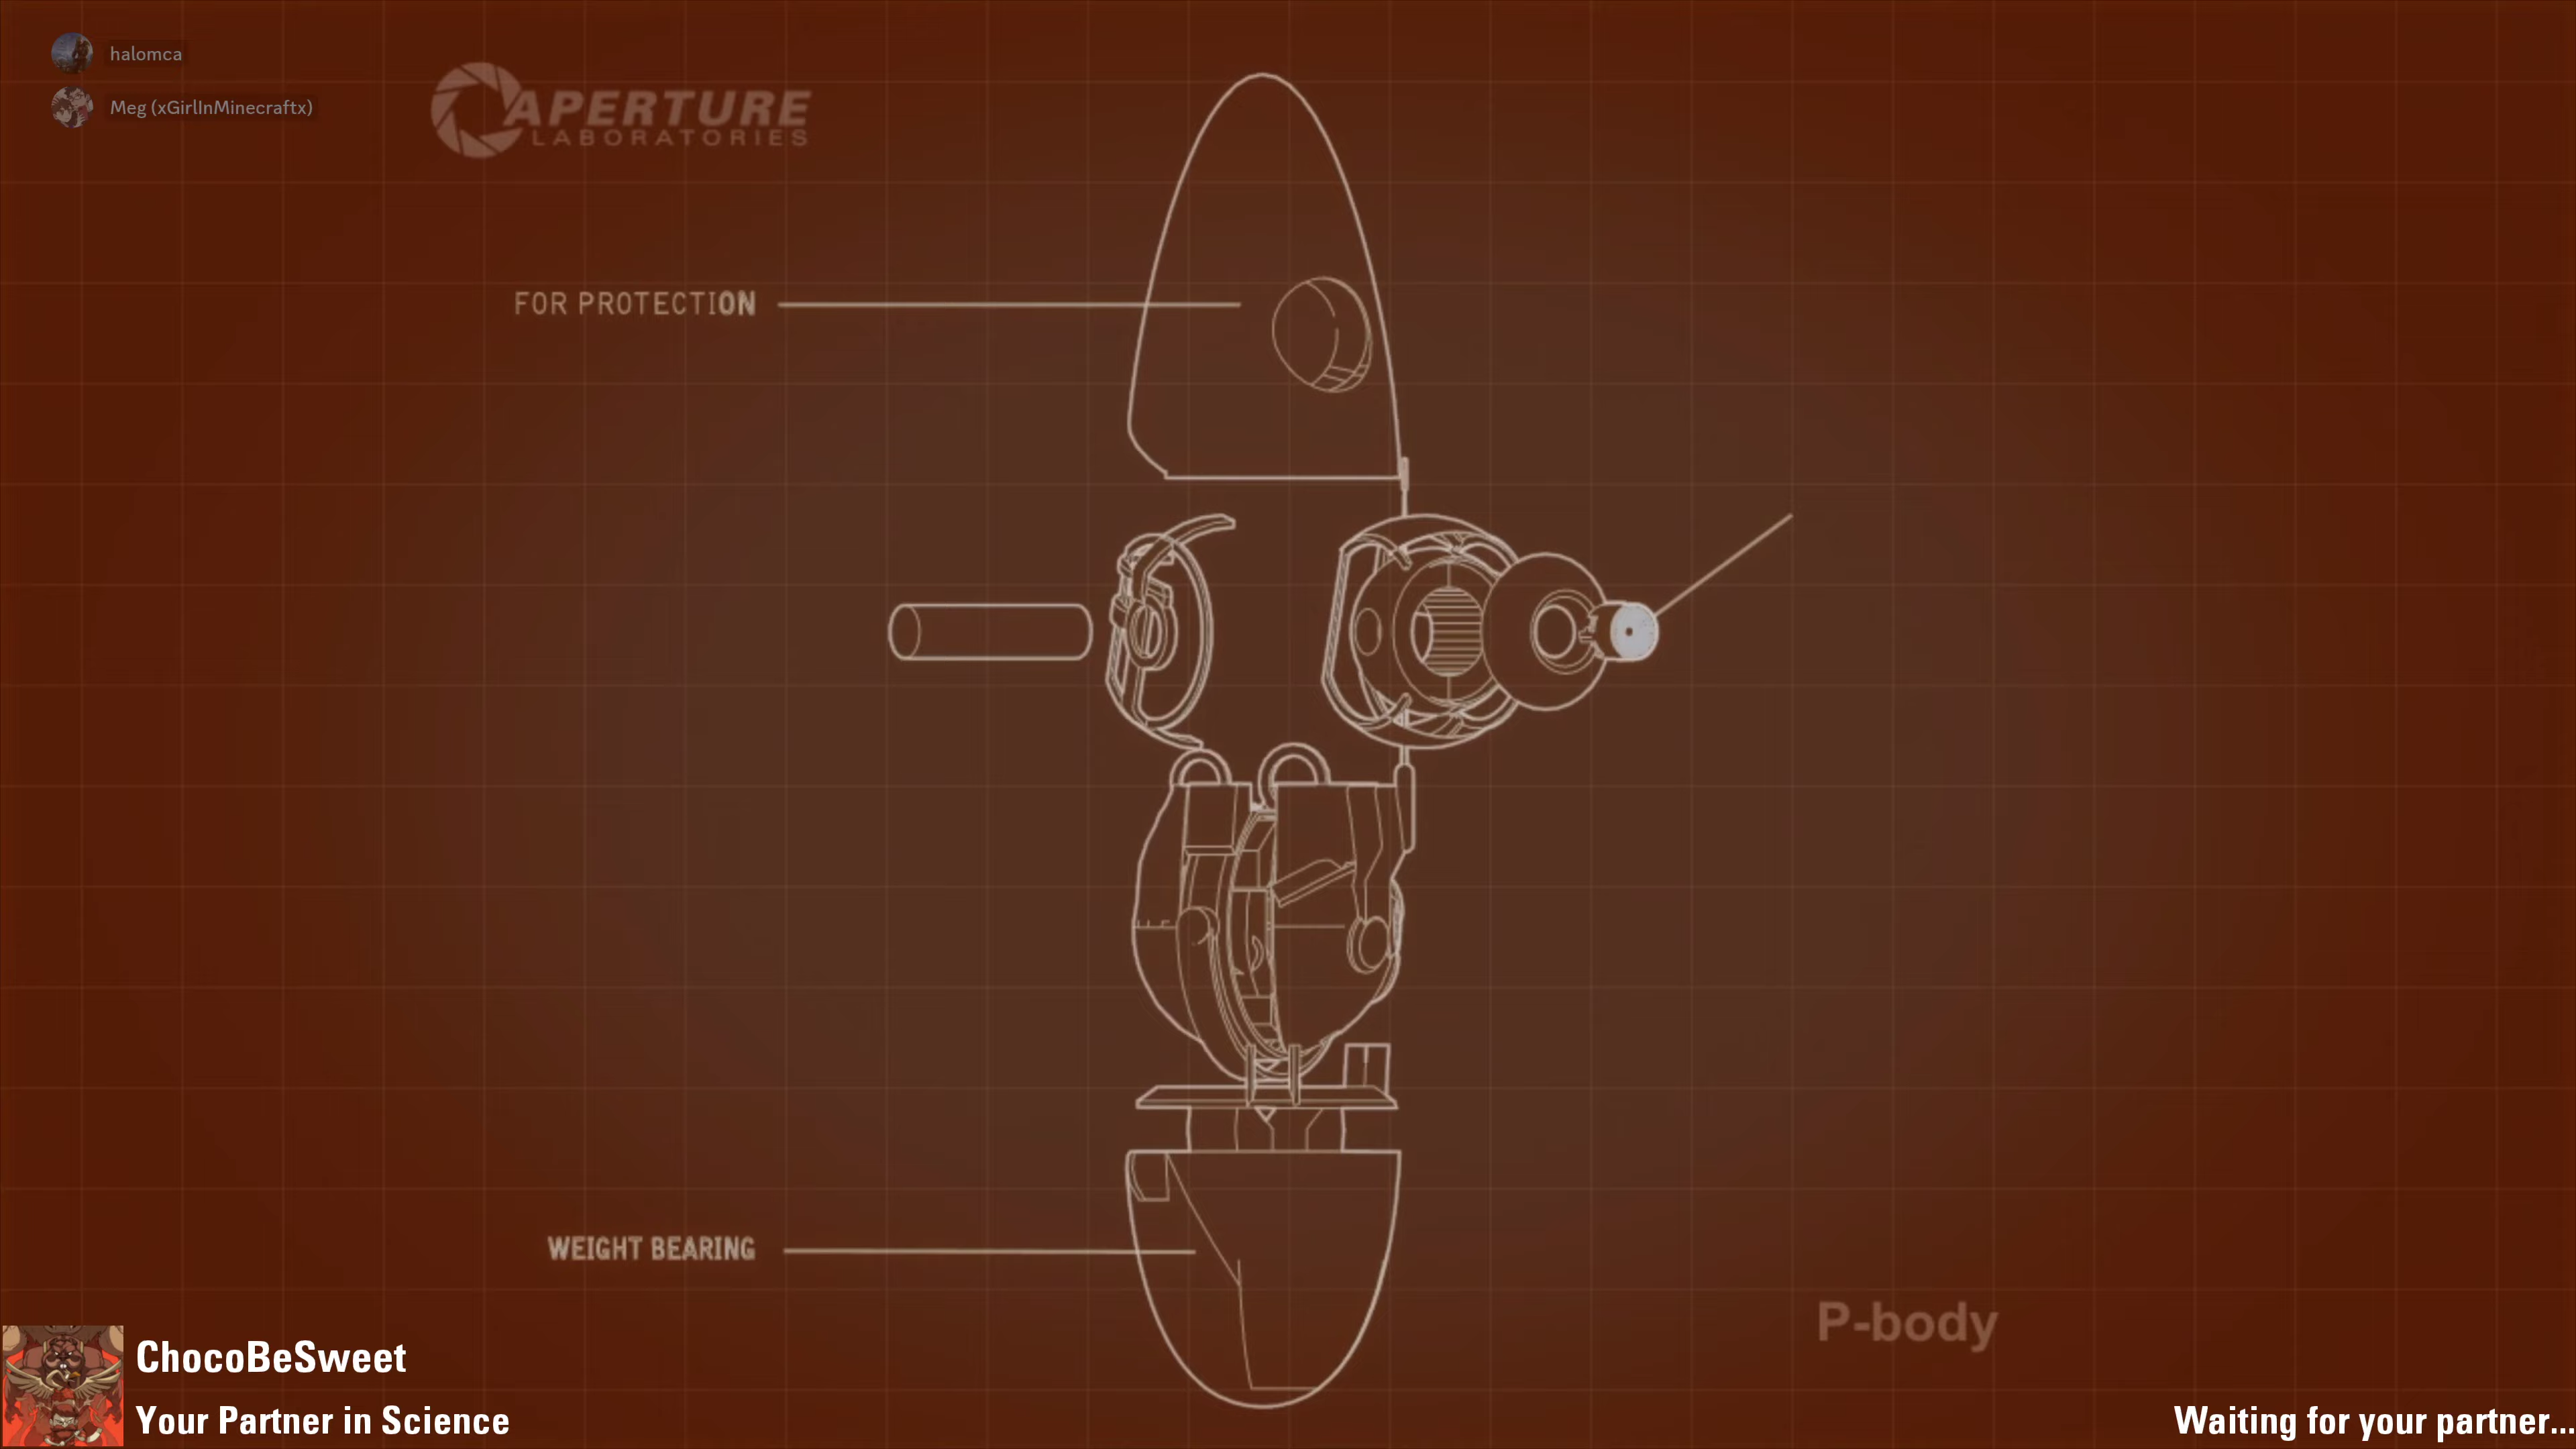 halomca
Meg (xGirlInMinecraftx)
APERTURE
LABORATORIES
FOR PROTECTION
WEIGHT BEARING
P-body
ChocoBeSweet
Your Partner in Science
Waiting for your partner...